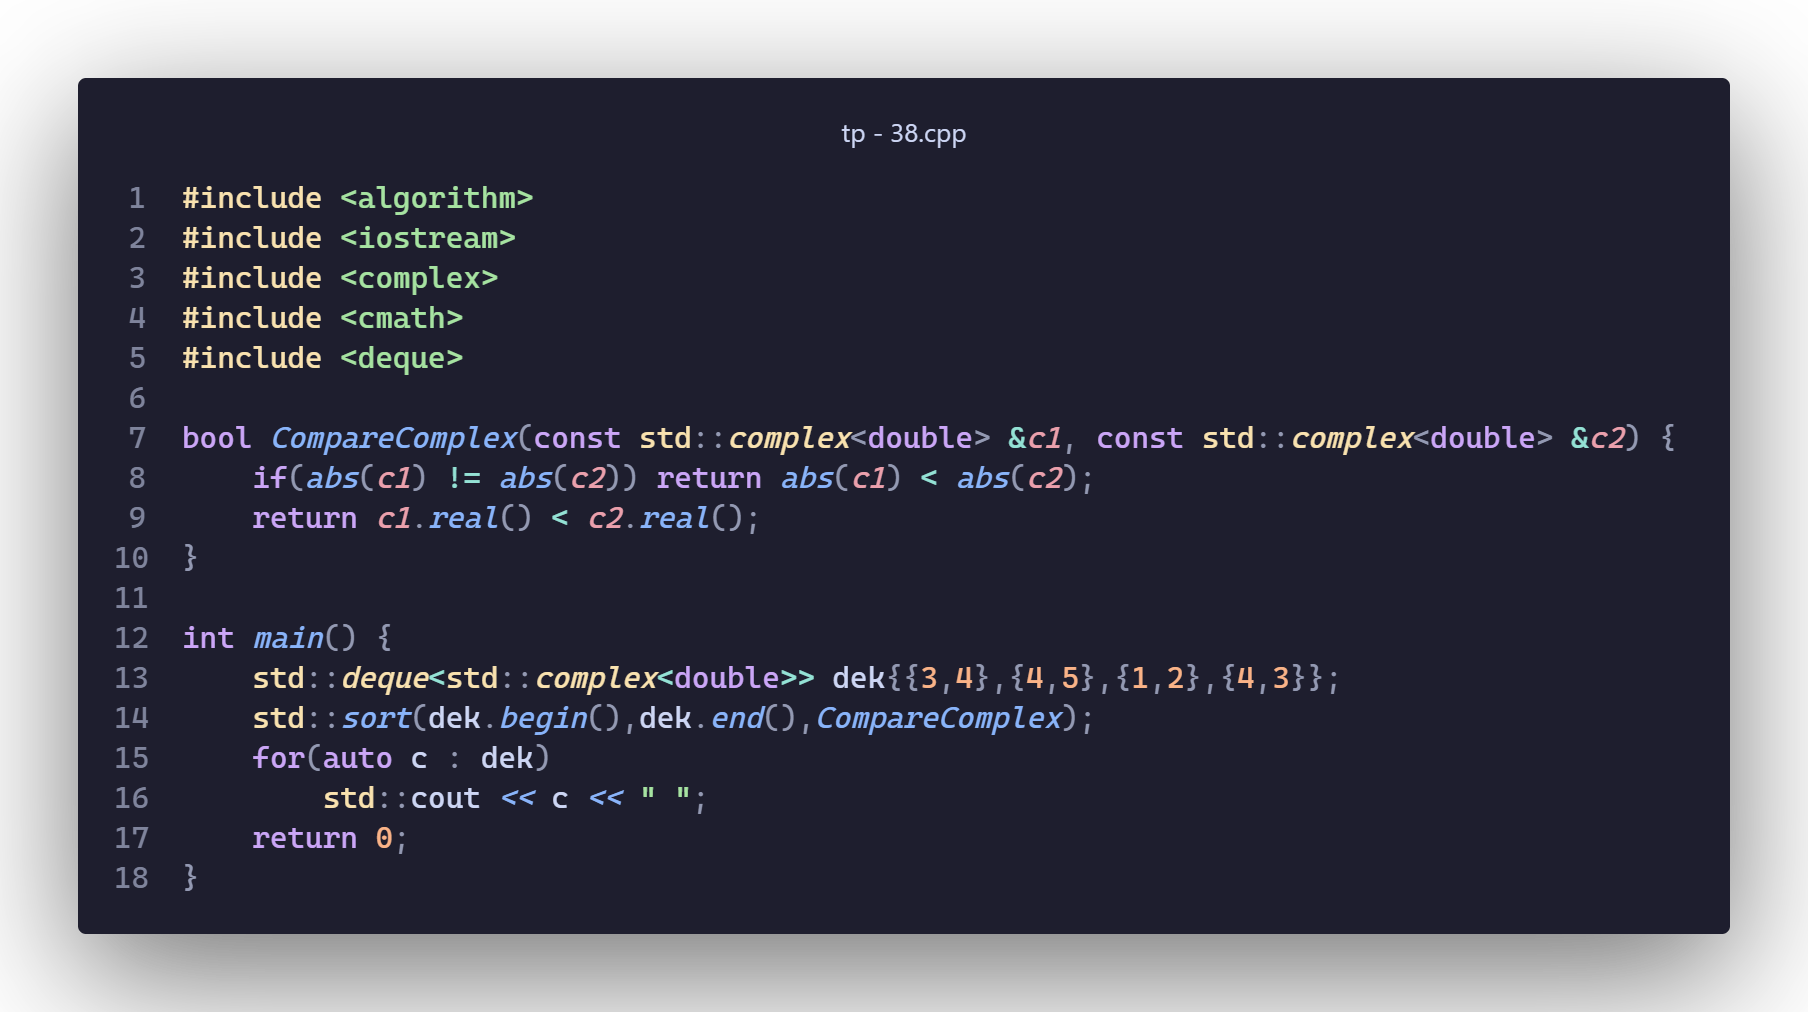 tp - 38.cpp
1 #include <algorithm>
2 #include <iostream>
3 #include <complex>
4 #include <cmath>
5 #include <deque>
6
7 bool CompareComplex(const std::complex<double> &c1, const std::complex<double> &c2) {
8     if(abs(c1) != abs(c2)) return abs(c1) < abs(c2);
9     return c1.real() < c2.real();
10 }
11
12 int main() {
13     std::deque<std::complex<double>> dek{{3,4},{4,5},{1,2},{4,3}};
14     std::sort(dek.begin(),dek.end(),CompareComplex);
15     for(auto c : dek)
16         std::cout << c << " ";
17     return 0;
18 }